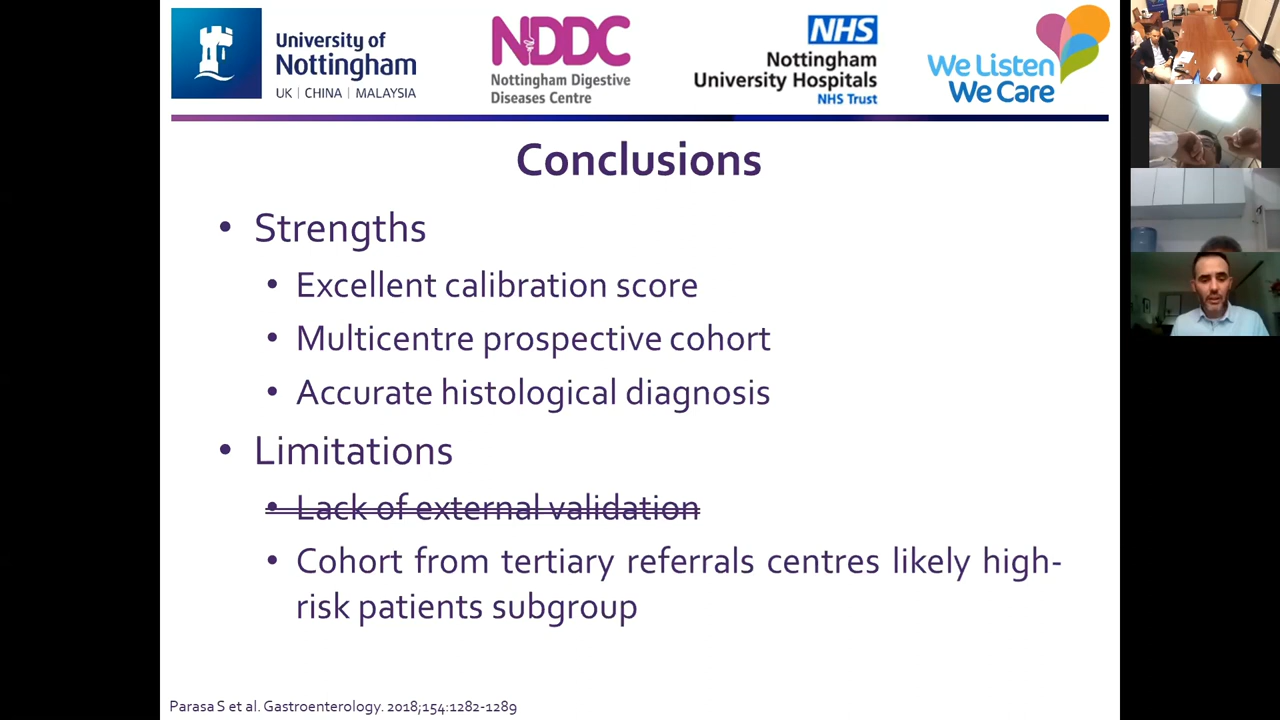 University of
Nottingham
UK | CHINA | MALAYSIA
NDDC
Nottingham Digestive
Diseases Centre
NHS
Nottingham
University Hospitals
NHS Trust
We Listen
We Care
Conclusions
• Strengths
• Excellent calibration score
• Multicentre prospective cohort
• Accurate histological diagnosis
• Limitations
• Lack of external validation
• Cohort from tertiary referrals centres likely high-
risk patients subgroup
Parasa S et al. Gastroenterology. 2018;154:1282-1289